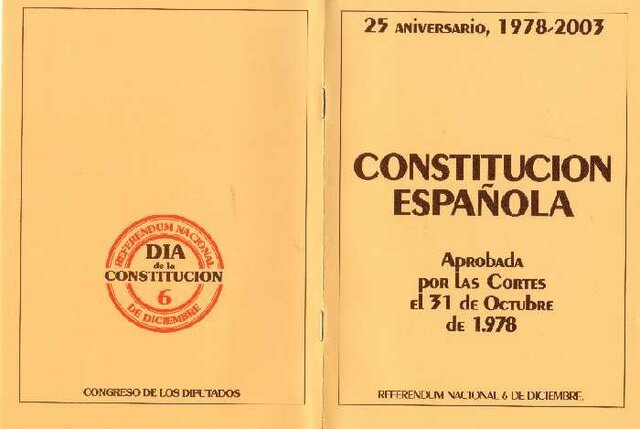 REFERENDUM NACIONAL
DIA
de la
CONSTITUCION
6
DE DICIEMBRE
CONGRESO DE LOS DIPUTADOS
25 ANIVERSARIO, 1978-2003
CONSTITUCION
ESPAÑOLA
Aprobada
por las Cortes
el 31 de Octubre
de 1.978
REFERENDUM NACIONAL 6 DE DICIEMBRE.